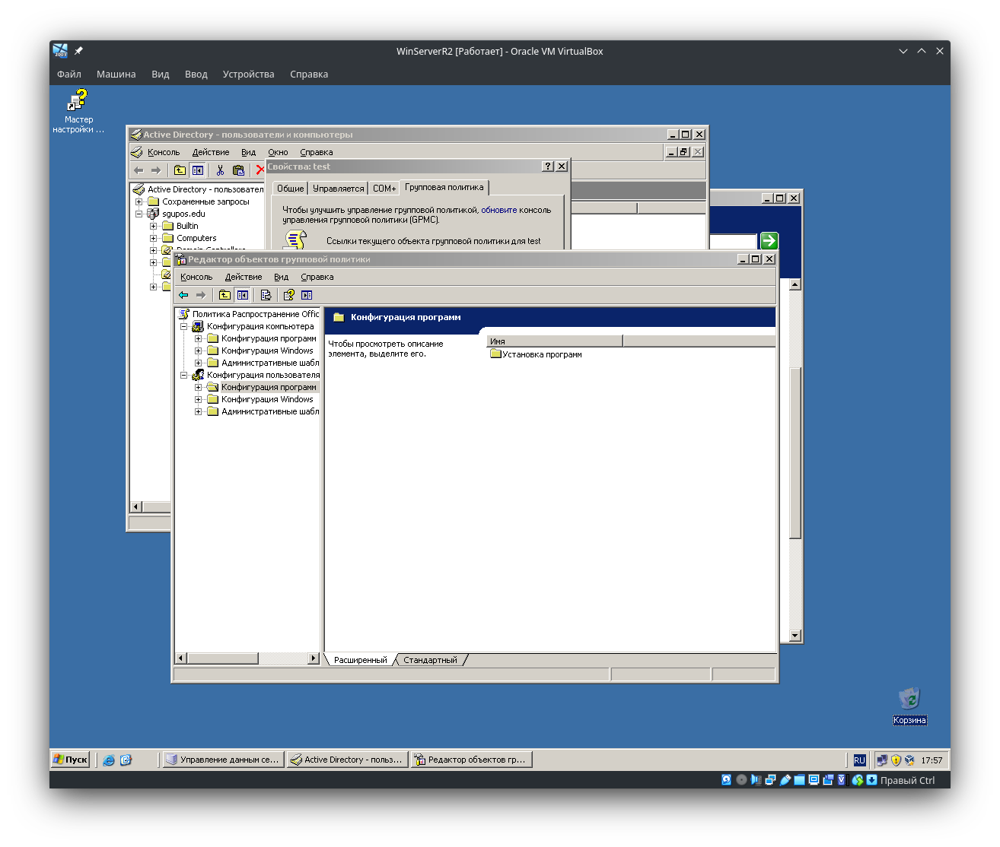 WinServerR2 [Работает] - Oracle VM VirtualBox
Файл Машина Вид Ввод Устройства Справка
Мастер
настройки ...
Active Directory - пользователи и компьютеры
Консоль Действие Вид Окно Справка
Свойства: test
Active Directory - пользовател
Сохраненные запросы
sgupos.edu
Builtin
Computers
Domain Controllers
Общие Управляется COM+ Групповая политика
Чтобы улучшить управление групповой политикой, обновите консоль
управления групповой политики (GPMC).
Ссылки текущего объекта групповой политики для test
Редактор объектов групповой политики
Консоль Действие Вид Справка
Политика Распространение Offic
Конфигурация компьютера
Конфигурация программ
Конфигурация Windows
Административные шабл
Конфигурация пользователя
Конфигурация программ
Конфигурация Windows
Административные шабл
Конфигурация программ
Чтобы просмотреть описание
элемента, выделите его.
Имя
Установка программ
Расширенный Стандартный
Корзина
Пуск Управление данным се... Active Directory - польз... Редактор объектов гр... RU 17:57
Правый Ctrl